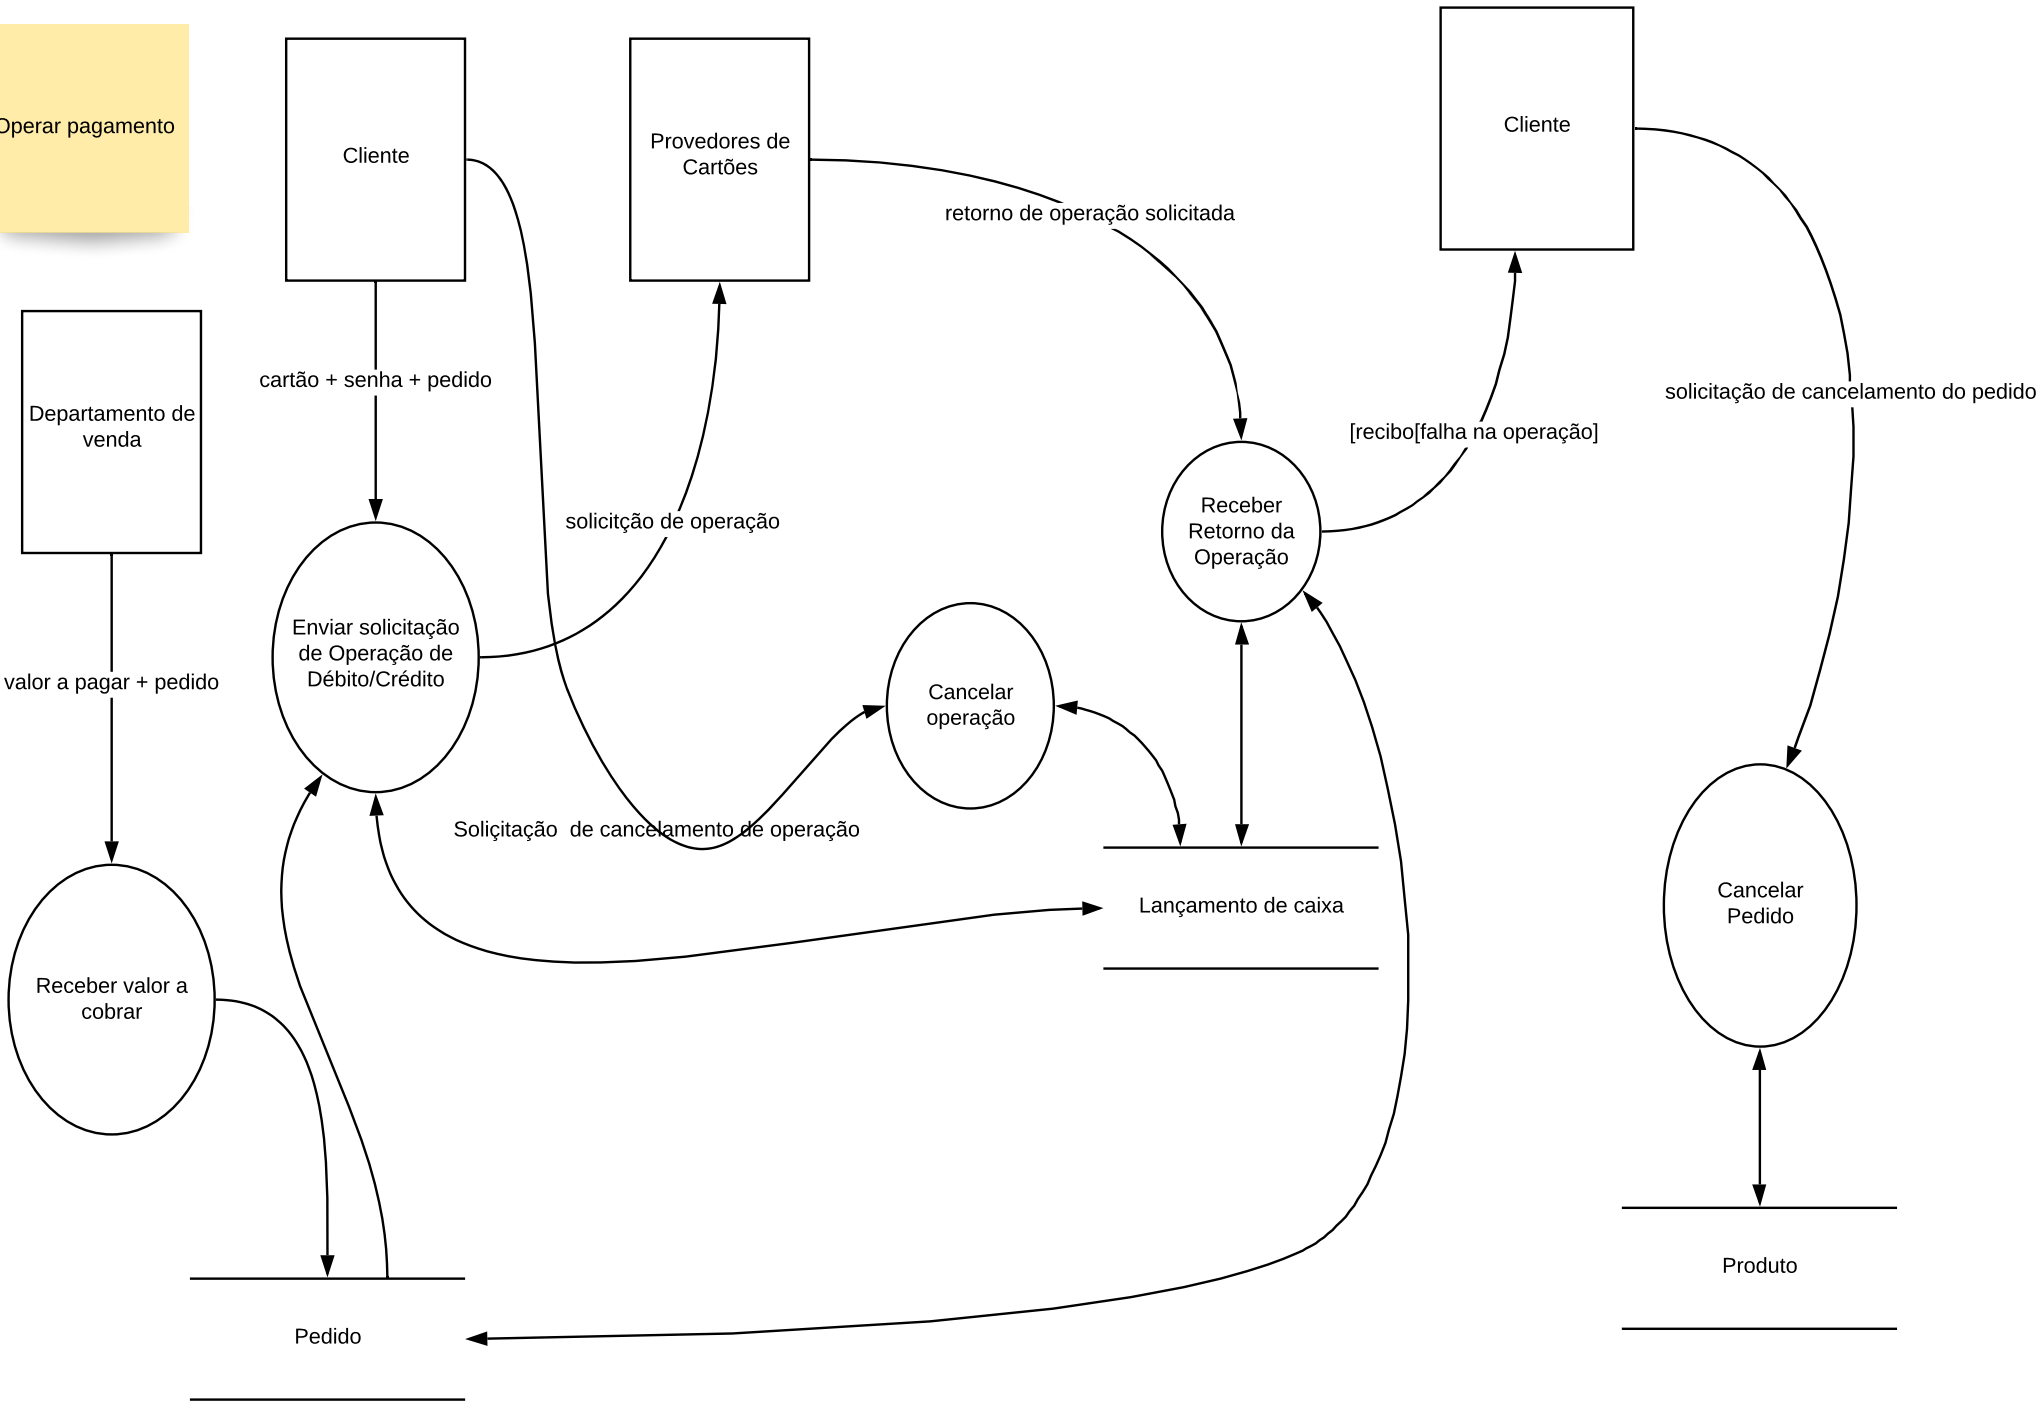 Operar pagamento
Cliente
Provedores de
Cartões
Cliente
retorno de operação solicitada
cartão + senha + pedido
solicitação de cancelamento do pedido
Departamento de
venda
[recibo[falha na operação]
solicitção de operação
Receber
Retorno da
Operação
Enviar solicitação
de Operação de
Débito/Crédito
valor a pagar + pedido
Cancelar
operação
Soliçitação  de cancelamento de operação
Lançamento de caixa
Cancelar
Pedido
Receber valor a
cobrar
Produto
Pedido